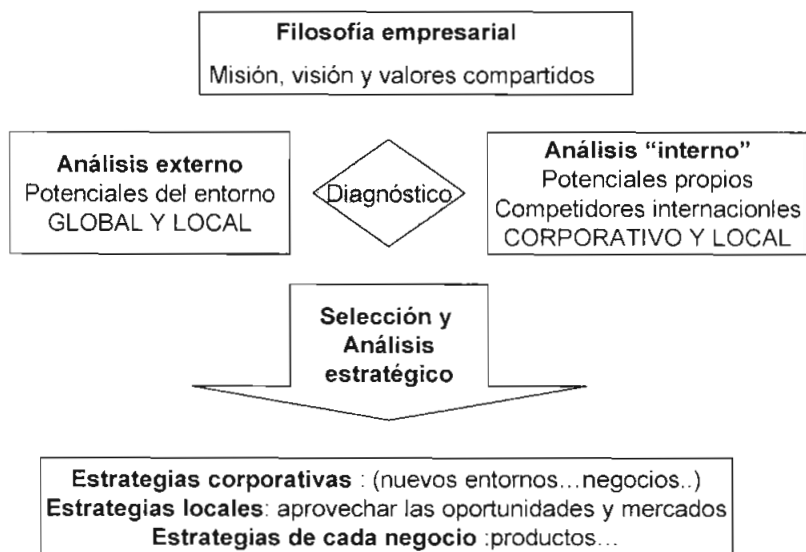 Filosofía empresarial
Misión, visión y valores compartidos
Análisis externo
Potenciales del entorno
GLOBAL Y LOCAL
Diagnóstico
Análisis “interno”
Potenciales propios
Competidores internacionles
CORPORATIVO Y LOCAL
Selección y
Análisis
estratégico
Estrategias corporativas : (nuevos entornos...negocios..)
Estrategias locales: aprovechar las oportunidades y mercados
Estrategias de cada negocio :productos...